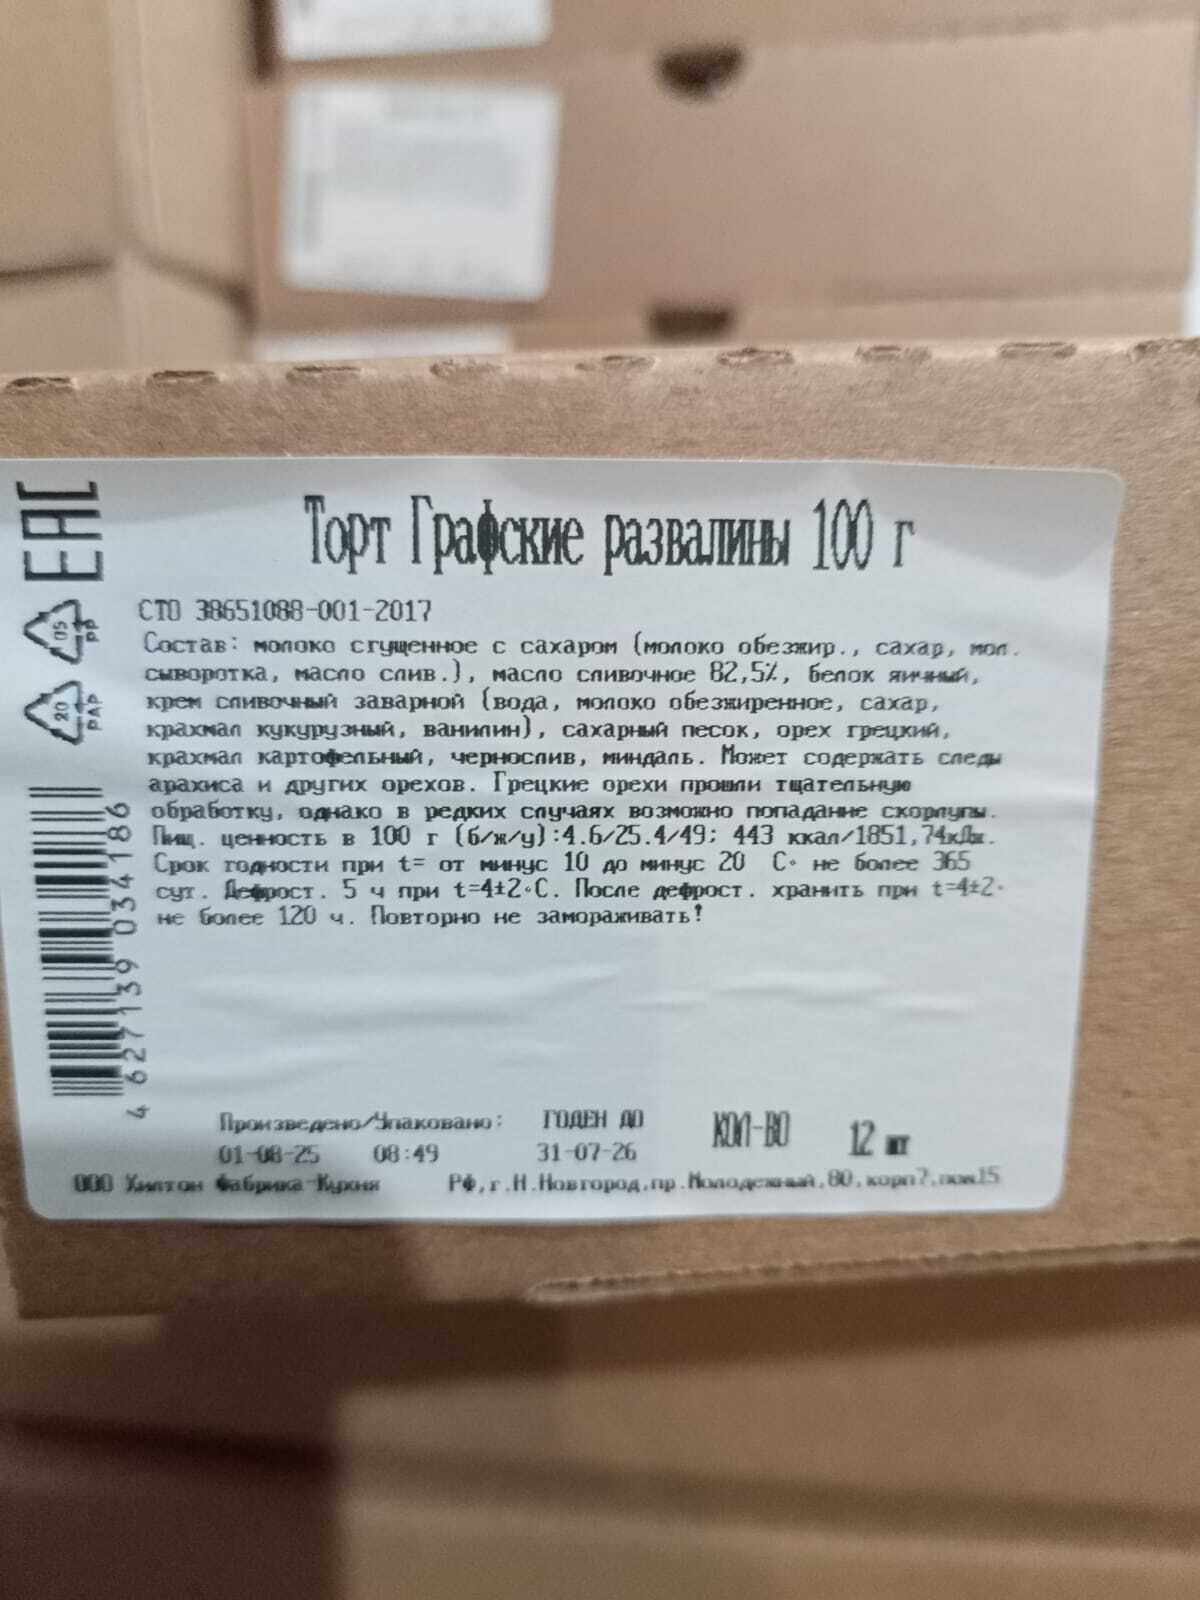 EAC
05
PP
20
PAP
Торт Графские развалины 100 г
СТО 38651088-001-2017
Состав: молоко сгущенное с сахаром (молоко обезжир., сахар, мол.
сыворотка, масло слив.), масло сливочное 82,5%, белок яичный,
крем сливочный заварной (вода, молоко обезжиренное, сахар,
крахмал кукурузный, ванилин), сахарный песок, орех грецкий,
крахмал картофельный, чернослив, миндаль. Может содержать следы
арахиса и других орехов. Грецкие орехи прошли тщательную
обработку, однако в редких случаях возможно попадание скорлупы.
Пищ. ценность в 100 г (б/ж/у):4.6/25.4/49; 443 ккал/1851,74кДж.
Срок годности при t= от минус 10 до минус 20 С° не более 365
сут. Дефрост. 5 ч при t=4±2°С. После дефрост. хранить при t=4±2°
не более 120 ч. Повторно не замораживать!
4 627139 034186
Произведено/Упаковано: ГОДЕН ДО КОЛ-ВО 12 шт
01-08-25 08:49 31-07-26
ООО Хилтон Фабрика-Кухня РФ,г.Н.Новгород,пр.Молодежный,80,корп7,пом15